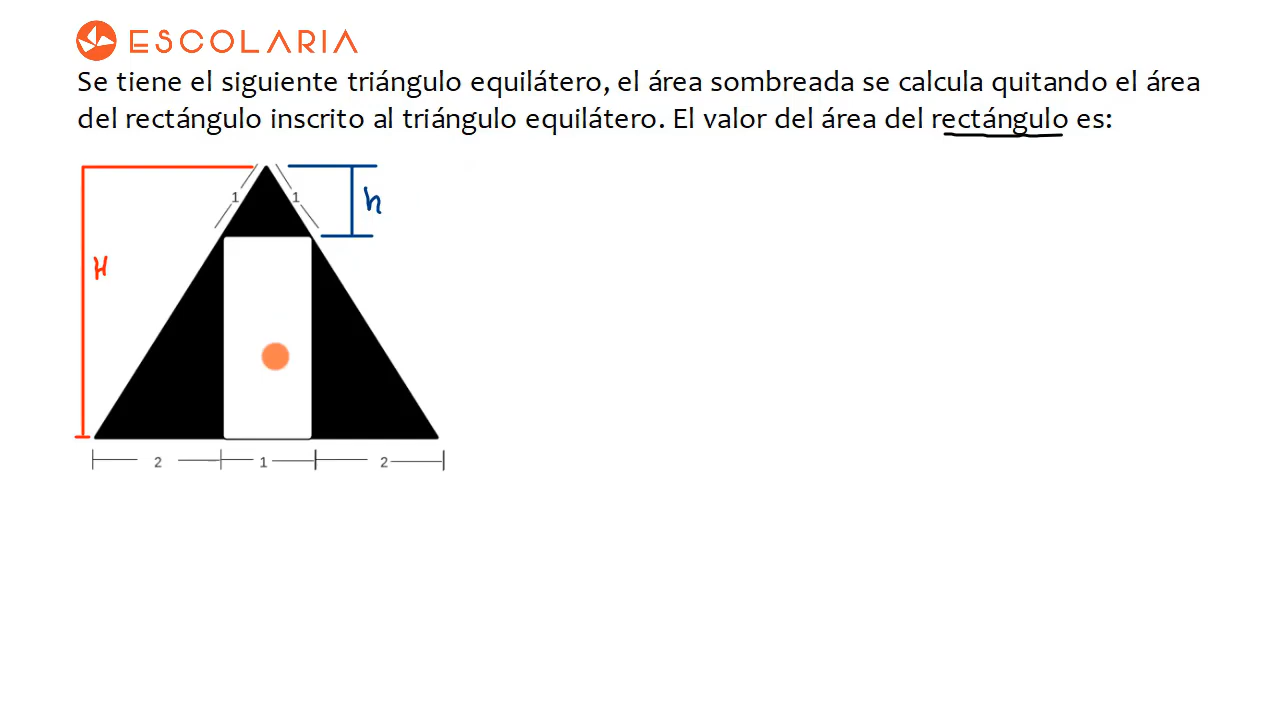 ESCOLARIA
Se tiene el siguiente triángulo equilátero, el área sombreada se calcula quitando el área
del rectángulo inscrito al triángulo equilátero. El valor del área del rectángulo es:
1
1
h
H
2
1
2